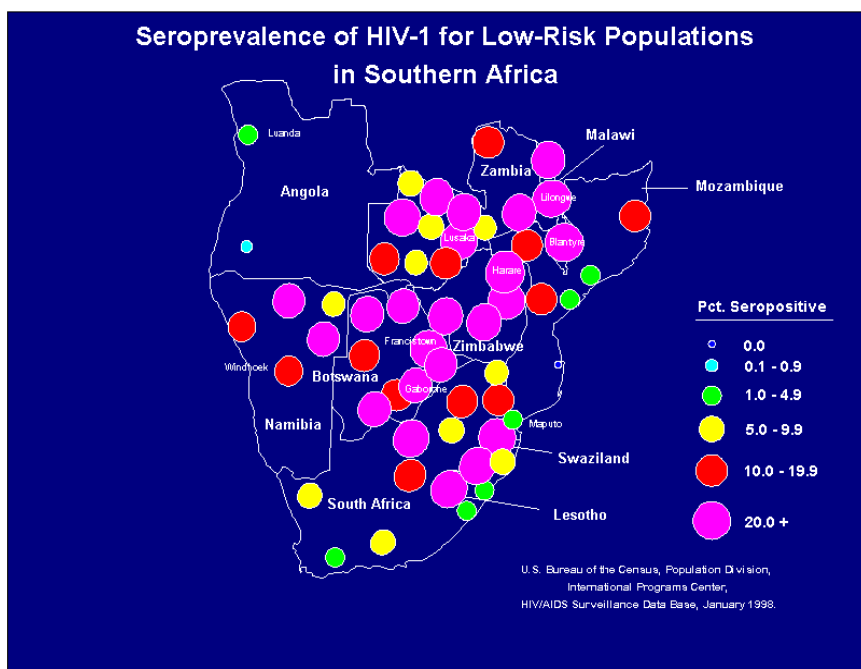 Seroprevalence of HIV-1 for Low-Risk Populations
in Southern Africa
Luanda
Malawi
Zambia
Angola
Mozambique
Lilongwe
Lusaka
Blantyre
Harare
Pct. Seropositive
0.0
0.1 - 0.9
1.0 - 4.9
5.0 - 9.9
10.0 - 19.9
20.0 +
Francistown
Zimbabwe
Windhoek
Botswana
Gaborone
Namibia
Maputo
Swaziland
South Africa
Lesotho
U.S. Bureau of the Census, Population Division,
International Programs Center,
HIV/AIDS Surveillance Data Base, January 1998.